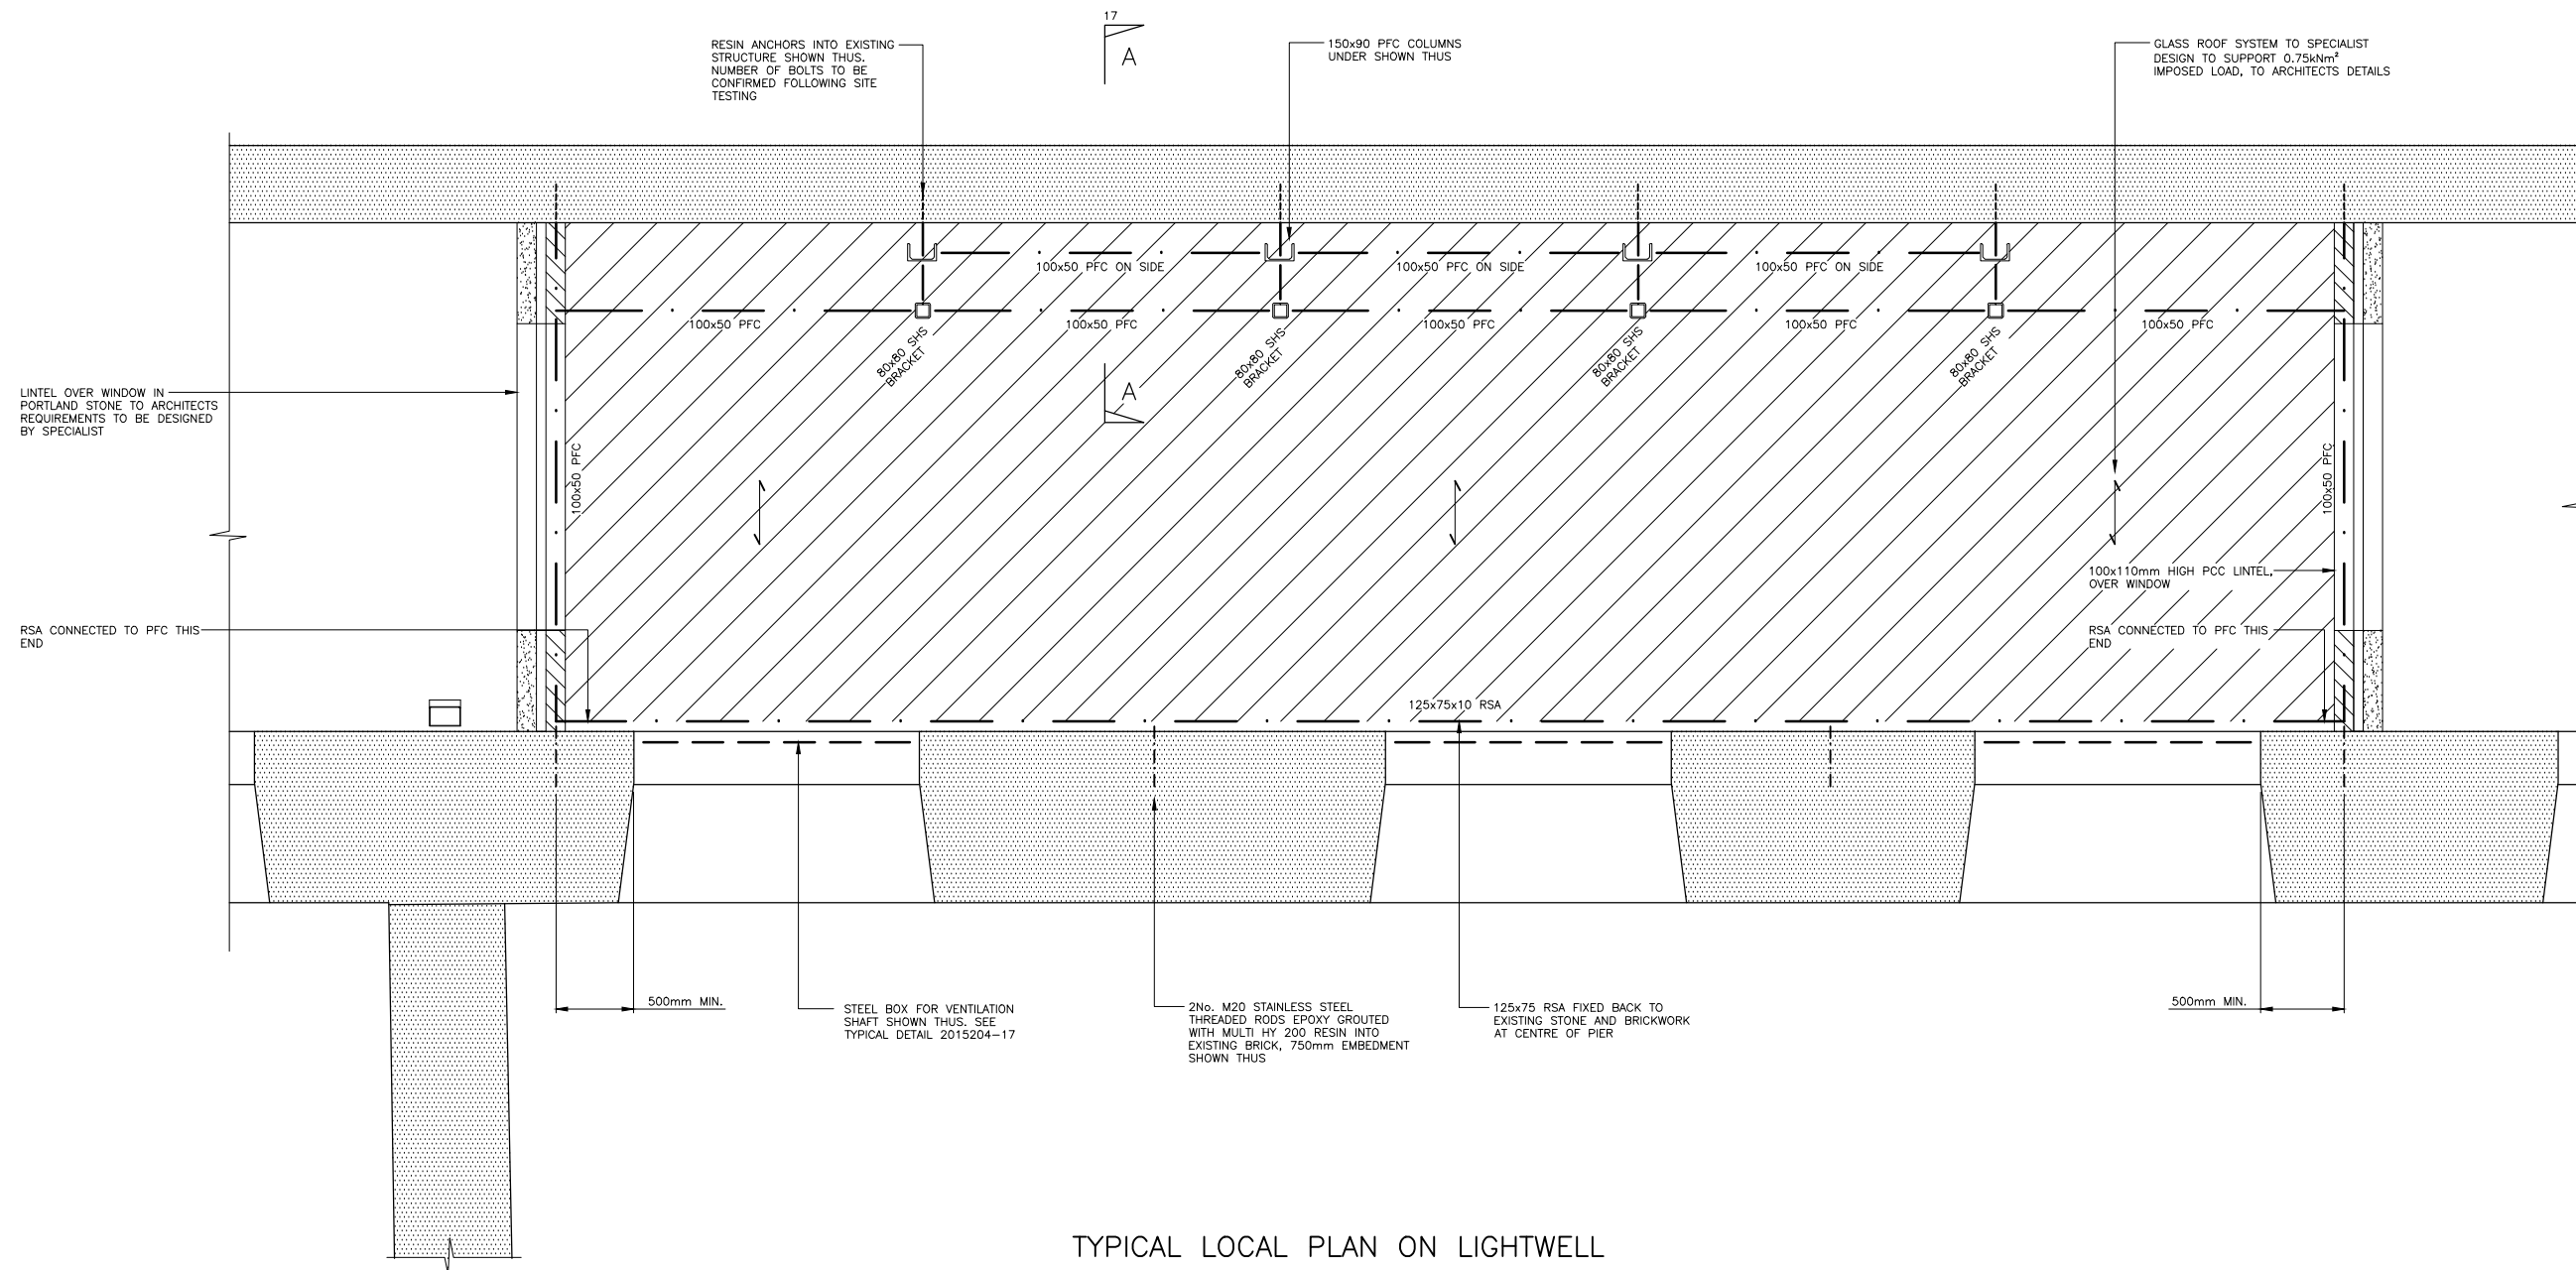 17
A
RESIN ANCHORS INTO EXISTING
STRUCTURE SHOWN THUS.
NUMBER OF BOLTS TO BE
CONFIRMED FOLLOWING SITE
TESTING
150x90 PFC COLUMNS
UNDER SHOWN THUS
GLASS ROOF SYSTEM TO SPECIALIST
DESIGN TO SUPPORT 0.75kNm²
IMPOSED LOAD, TO ARCHITECTS DETAILS
100x50 PFC ON SIDE
100x50 PFC ON SIDE
100x50 PFC ON SIDE
100x50 PFC
100x50 PFC
100x50 PFC
100x50 PFC
100x50 PFC
80x80 SHS
BRACKET
80x80 SHS
BRACKET
80x80 SHS
BRACKET
80x80 SHS
BRACKET
A
LINTEL OVER WINDOW IN
PORTLAND STONE TO ARCHITECTS
REQUIREMENTS TO BE DESIGNED
BY SPECIALIST
100x50 PFC
100x50 PFC
100x110mm HIGH PCC LINTEL,
OVER WINDOW
RSA CONNECTED TO PFC THIS
END
RSA CONNECTED TO PFC THIS
END
125x75x10 RSA
500mm MIN.
STEEL BOX FOR VENTILATION
SHAFT SHOWN THUS. SEE
TYPICAL DETAIL 2015204-17
2No. M20 STAINLESS STEEL
THREADED RODS EPOXY GROUTED
WITH MULTI HY 200 RESIN INTO
EXISTING BRICK, 750mm EMBEDMENT
SHOWN THUS
125x75 RSA FIXED BACK TO
EXISTING STONE AND BRICKWORK
AT CENTRE OF PIER
500mm MIN.
TYPICAL LOCAL PLAN ON LIGHTWELL